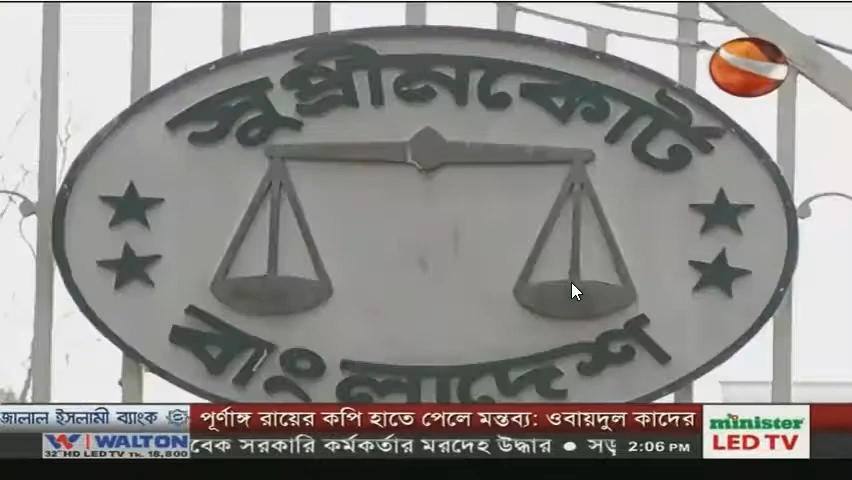 সুপ্রীমকোর্ট
বাংলাদেশ
জালাল ইসলামী ব্যাংক
পূর্ণাঙ্গ রায়ের কপি হাতে পেলে মন্তব্য: ওবায়দুল কাদের
minister
WALTON
বেক সরকারি কর্মকর্তার মরদেহ উদ্ধার ● সড়
2:06 PM
LED TV
32" HD LED TV TK. 18,800